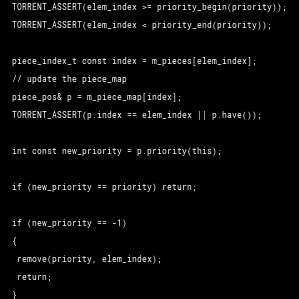 TORRENT_ASSERT(elem_index >= priority_begin(priority));
TORRENT_ASSERT(elem_index < priority_end(priority));
piece_index_t const index = m_pieces[elem_index];
// update the piece_map
piece_pos& p = m_piece_map[index];
TORRENT_ASSERT(p.index == elem_index || p.have());
int const new_priority = p.priority(this);
if (new_priority == priority) return;
if (new_priority == -1)
{
remove(priority, elem_index);
return;
}